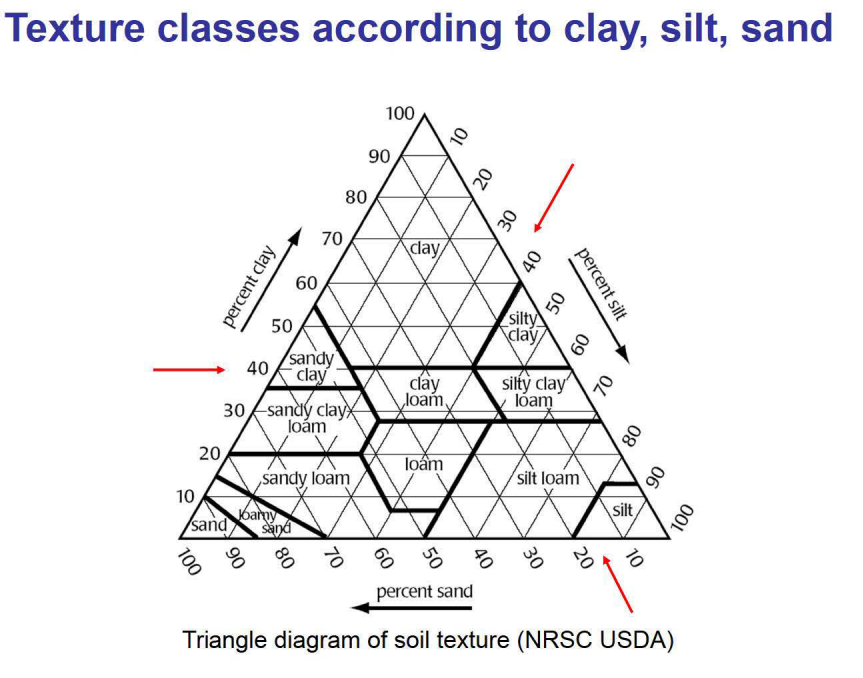 Texture classes according to clay, silt, sand
100
90
80
70
60
50
40
30
20
10
percent clay
10
20
30
40
50
60
70
80
90
100
percent silt
clay
silty
clay
sandy
clay
clay
loam
silty clay
loam
sandy clay
loam
loam
sandy loam
silt loam
silt
sand
loamy
sand
100
90
80
70
60
50
40
30
20
10
percent sand
Triangle diagram of soil texture (NRSC USDA)